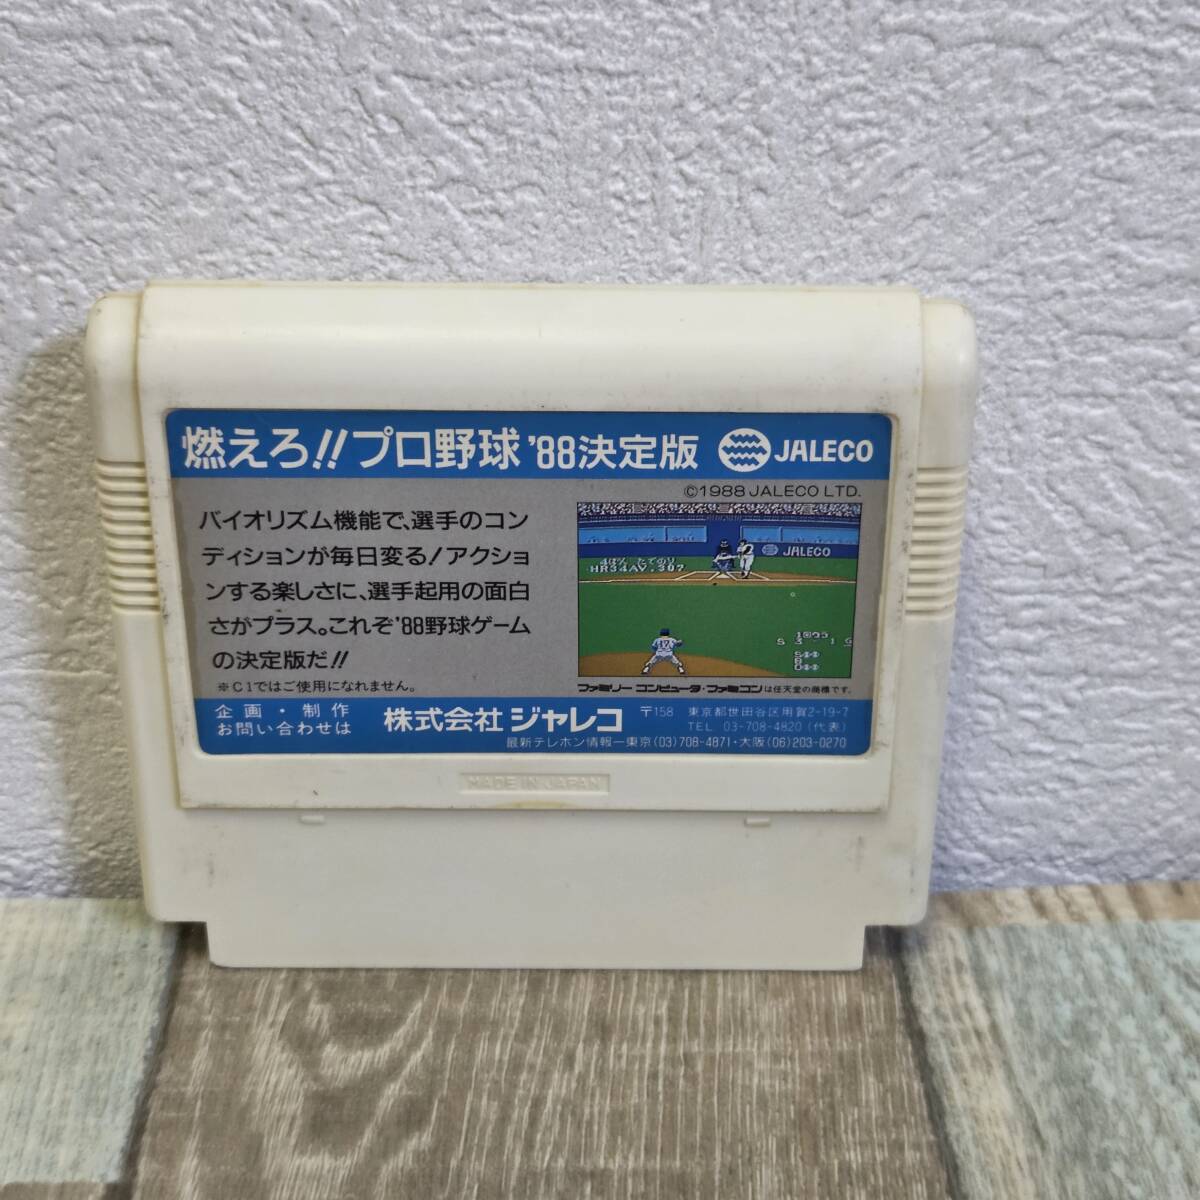 燃えろ!!プロ野球'88決定版 JALECO
©1988 JALECO LTD.
バイオリズム機能で、選手のコン
ディションが毎日変る!アクショ
ンする楽しさに、選手起用の面白
さがプラス。これぞ'88野球ゲーム
の決定版だ!!
※C1ではご使用になれません。
JALECO
HR34AV.307
ファミリーコンピュータ・ファミコンは任天堂の商標です。
企画・制作
お問い合わせは
株式会社 ジャレコ
〒158 東京都世田谷区用賀2-19-7
TEL 03-708-4820(代表)
最新テレホン情報ー東京(03)708-4871・大阪(06)203-0270
MADE IN JAPAN